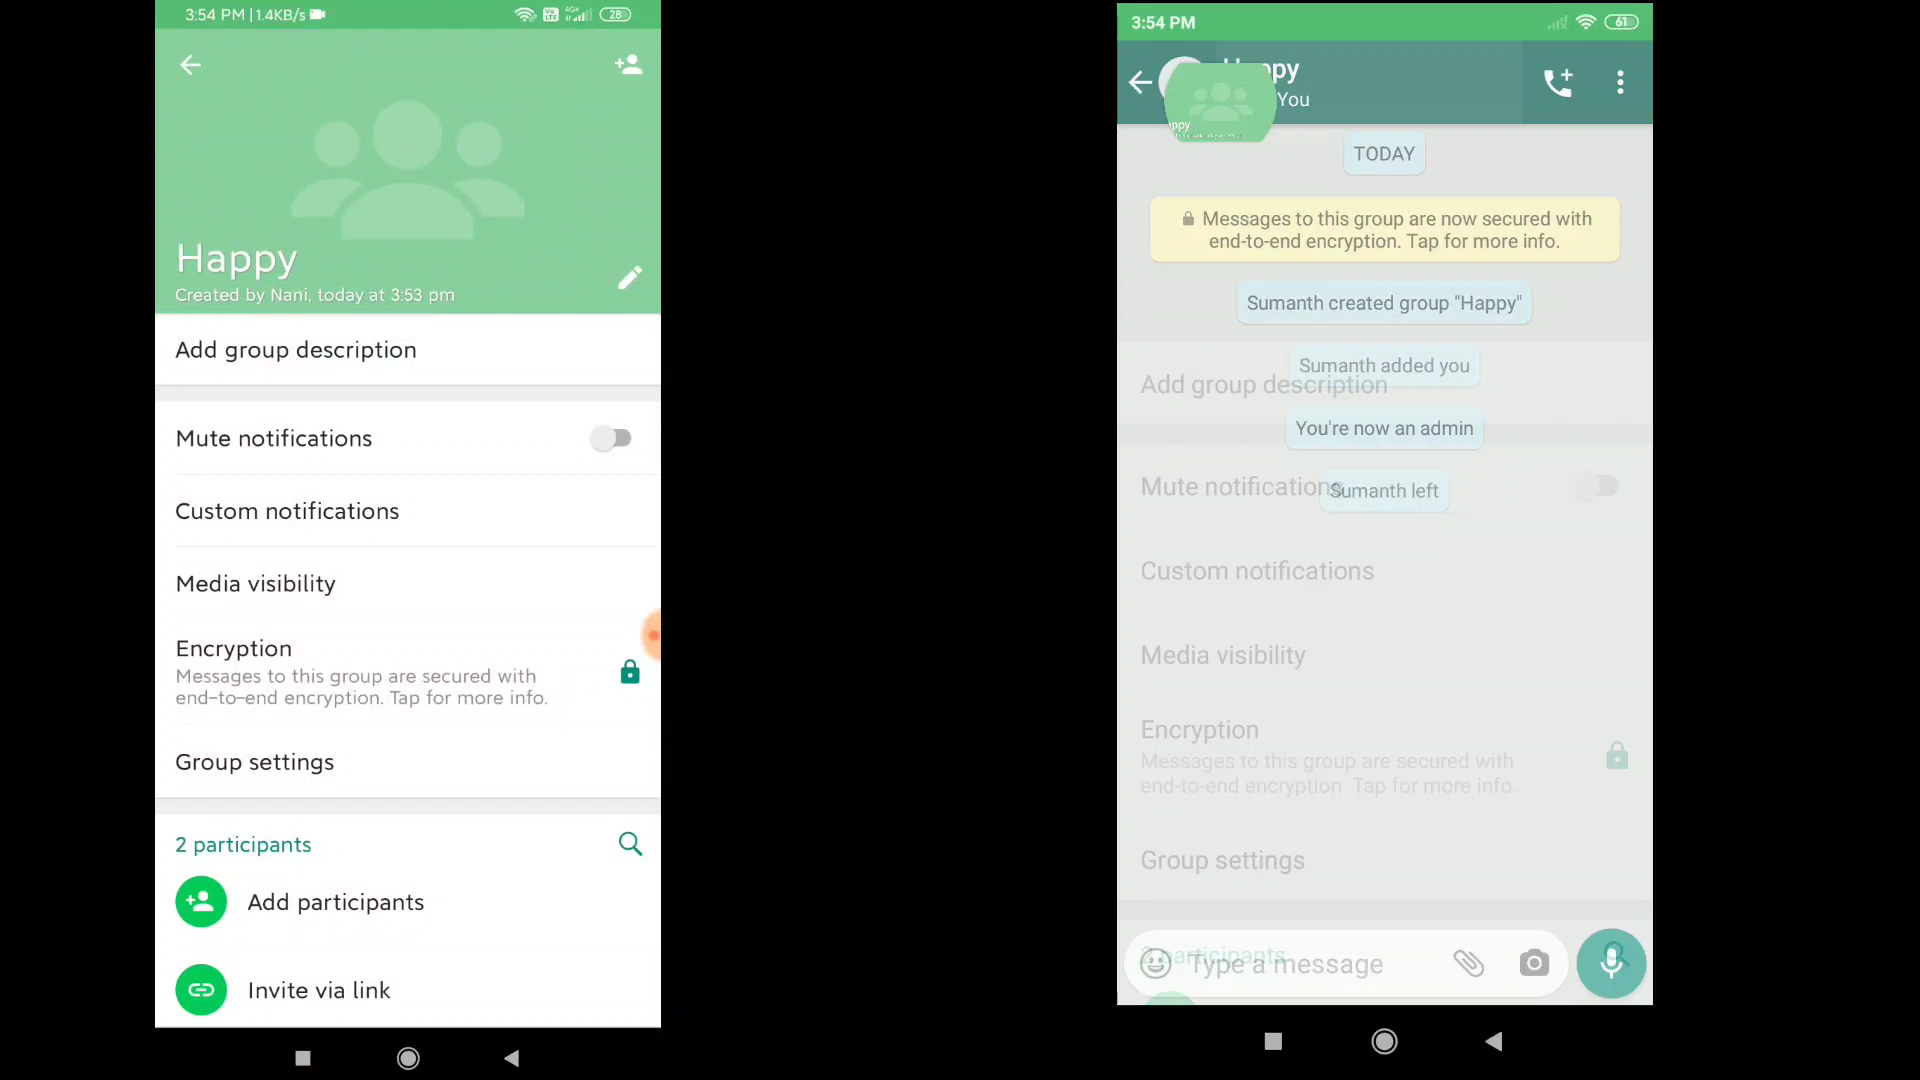 3:54 PM | 1.4KB/s
4G+
28
Happy
Created by Nani, today at 3:53 pm
Add group description
Mute notifications
Custom notifications
Media visibility
Encryption
Messages to this group are secured with
end-to-end encryption. Tap for more info.
Group settings
2 participants
Add participants
Invite via link
3:54 PM
61
Happy
You
ppy
TODAY
Messages to this group are now secured with
end-to-end encryption. Tap for more info.
Sumanth created group "Happy"
Sumanth added you
Add group description
You're now an admin
Mute notifications
Sumanth left
Custom notifications
Media visibility
Encryption
Messages to this group are secured with
end-to-end encryption. Tap for more info.
Group settings
2 participants
Type a message